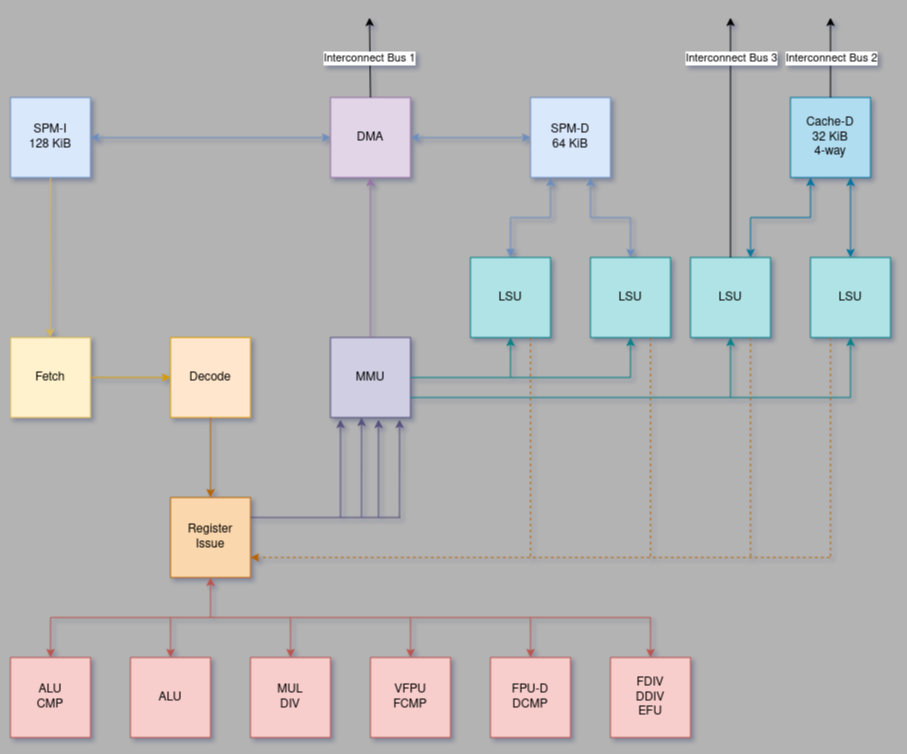 Interconnect Bus 1
Interconnect Bus 3
Interconnect Bus 2
SPM-I
128 KiB
DMA
SPM-D
64 KiB
Cache-D
32 KiB
4-way
LSU
LSU
LSU
LSU
Fetch
Decode
MMU
Register
Issue
ALU
CMP
ALU
MUL
DIV
VFPU
FCMP
FPU-D
DCMP
FDIV
DDIV
EFU